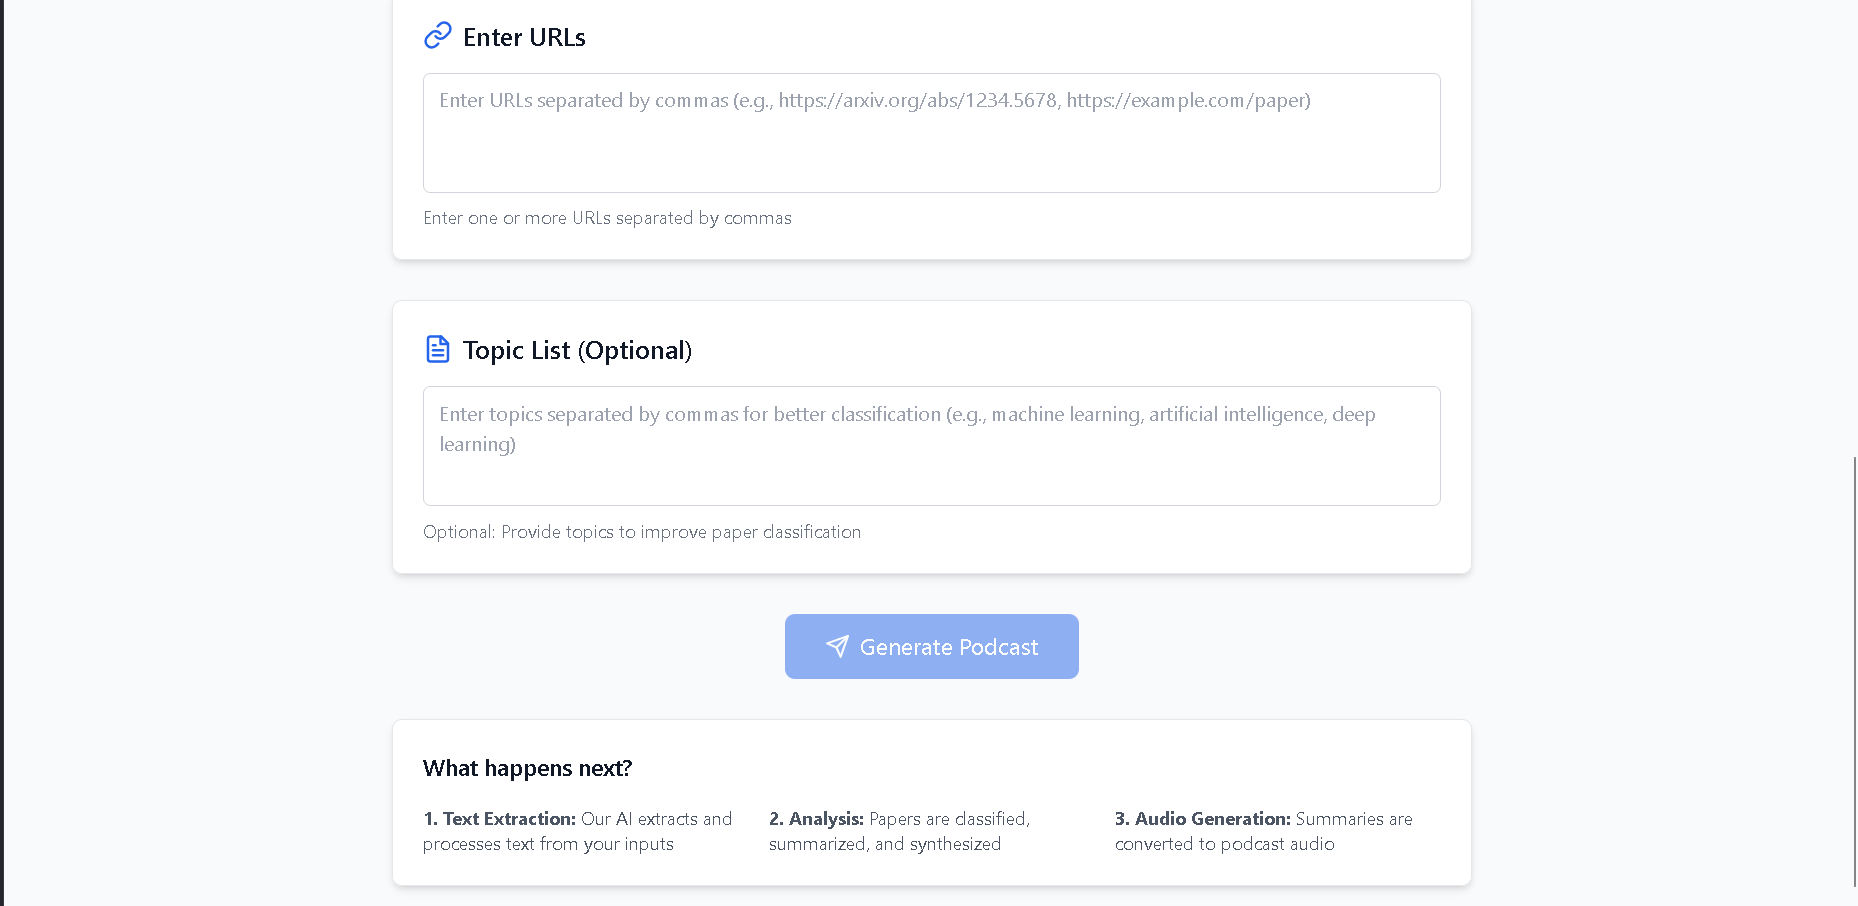 Enter URLs
Enter URLs separated by commas (e.g., https://arxiv.org/abs/1234.5678, https://example.com/paper)
Enter one or more URLs separated by commas
Topic List (Optional)
Enter topics separated by commas for better classification (e.g., machine learning, artificial intelligence, deep
learning)
Optional: Provide topics to improve paper classification
Generate Podcast
What happens next?
1. Text Extraction: Our AI extracts and
processes text from your inputs
2. Analysis: Papers are classified,
summarized, and synthesized
3. Audio Generation: Summaries are
converted to podcast audio